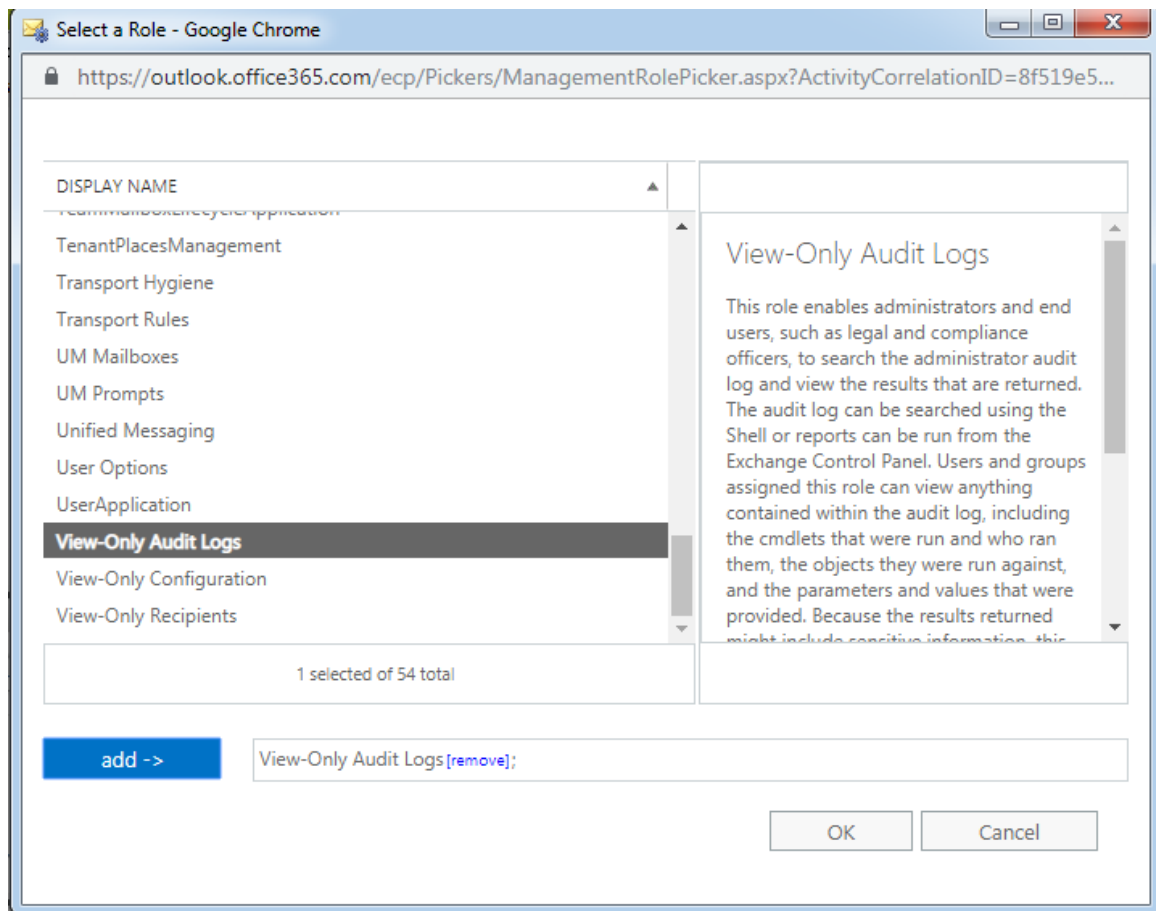 Select a Role - Google Chrome
https://outlook.office365.com/ecp/Pickers/ManagementRolePicker.aspx?ActivityCorrelationID=8f519e5...
DISPLAY NAME
TeamMailboxLifecycleApplication
TenantPlacesManagement
Transport Hygiene
Transport Rules
UM Mailboxes
UM Prompts
Unified Messaging
User Options
UserApplication
View-Only Audit Logs
View-Only Configuration
View-Only Recipients
1 selected of 54 total
View-Only Audit Logs
This role enables administrators and end
users, such as legal and compliance
officers, to search the administrator audit
log and view the results that are returned.
The audit log can be searched using the
Shell or reports can be run from the
Exchange Control Panel. Users and groups
assigned this role can view anything
contained within the audit log, including
the cmdlets that were run and who ran
them, the objects they were run against,
and the parameters and values that were
provided. Because the results returned
might include sensitive information, this
add ->
View-Only Audit Logs[remove];
OK
Cancel